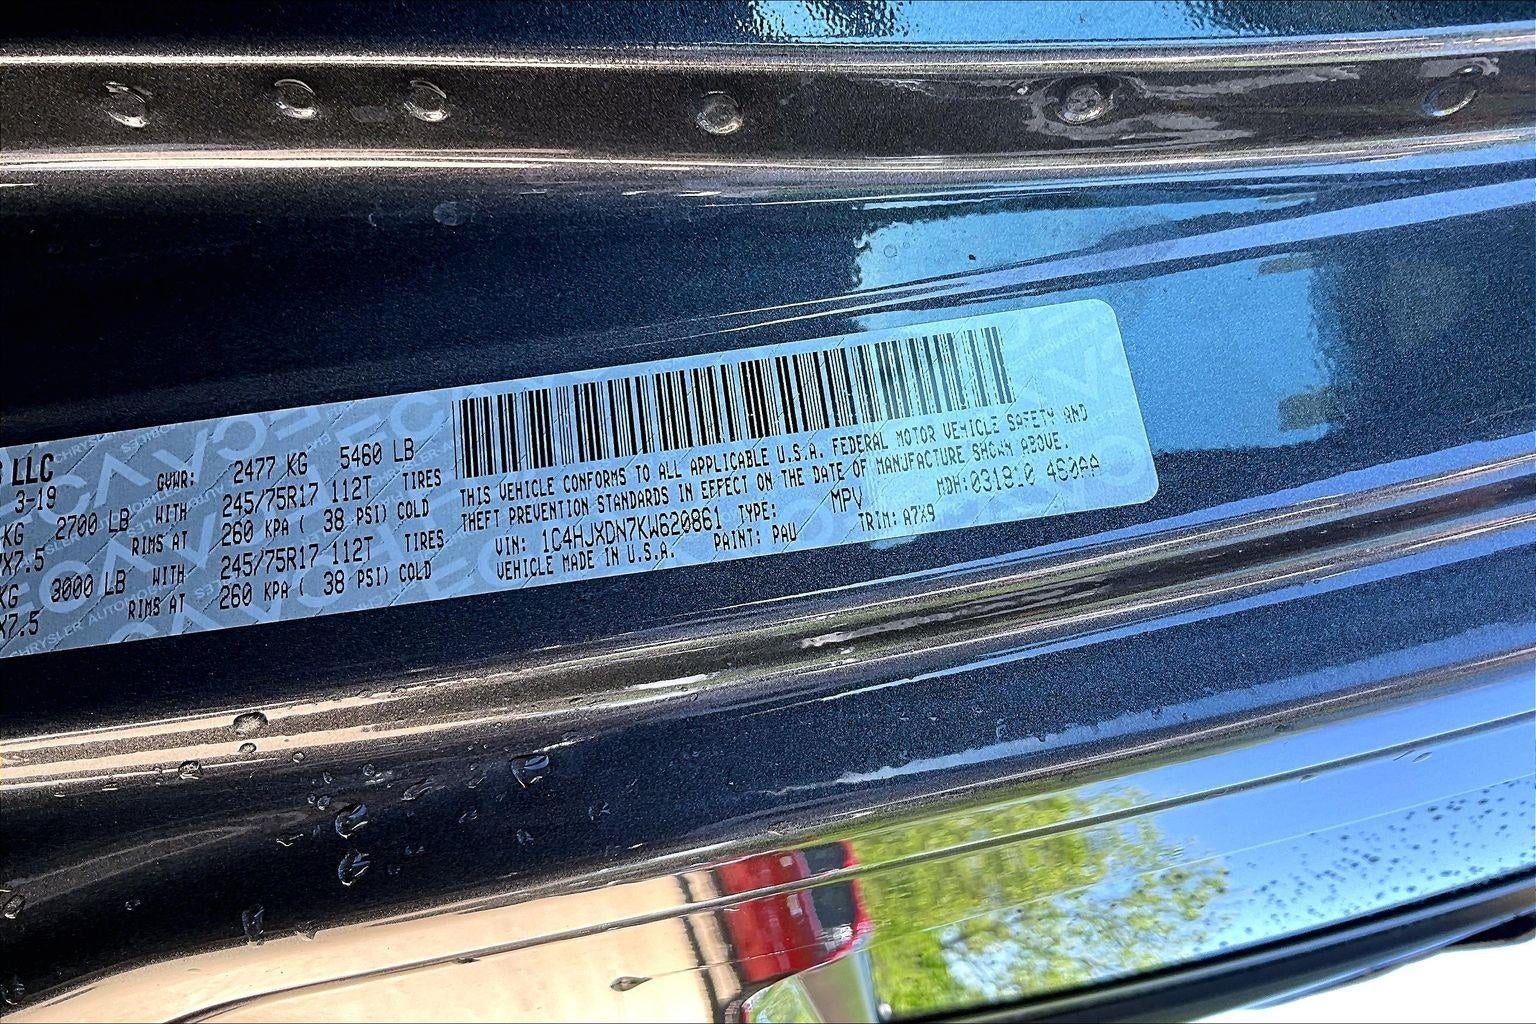 LLC
3-19 GVWR: 2477 KG 5460 LB
KG 2700 LB WITH 245/75R17 112T TIRES
X7.5 RIMS AT 260 KPA ( 38 PSI) COLD
KG 3000 LB WITH 245/75R17 112T TIRES
X7.5 RIMS AT 260 KPA ( 38 PSI) COLD
THIS VEHICLE CONFORMS TO ALL APPLICABLE U.S.A. FEDERAL MOTOR VEHICLE SAFETY AND
THEFT PREVENTION STANDARDS IN EFFECT ON THE DATE OF MANUFACTURE SHOWN ABOVE.
VIN: 1C4HJXDN7KW620861 TYPE: MPV MDH:031810
VEHICLE MADE IN U.S.A. PAINT: PAU TRIM: